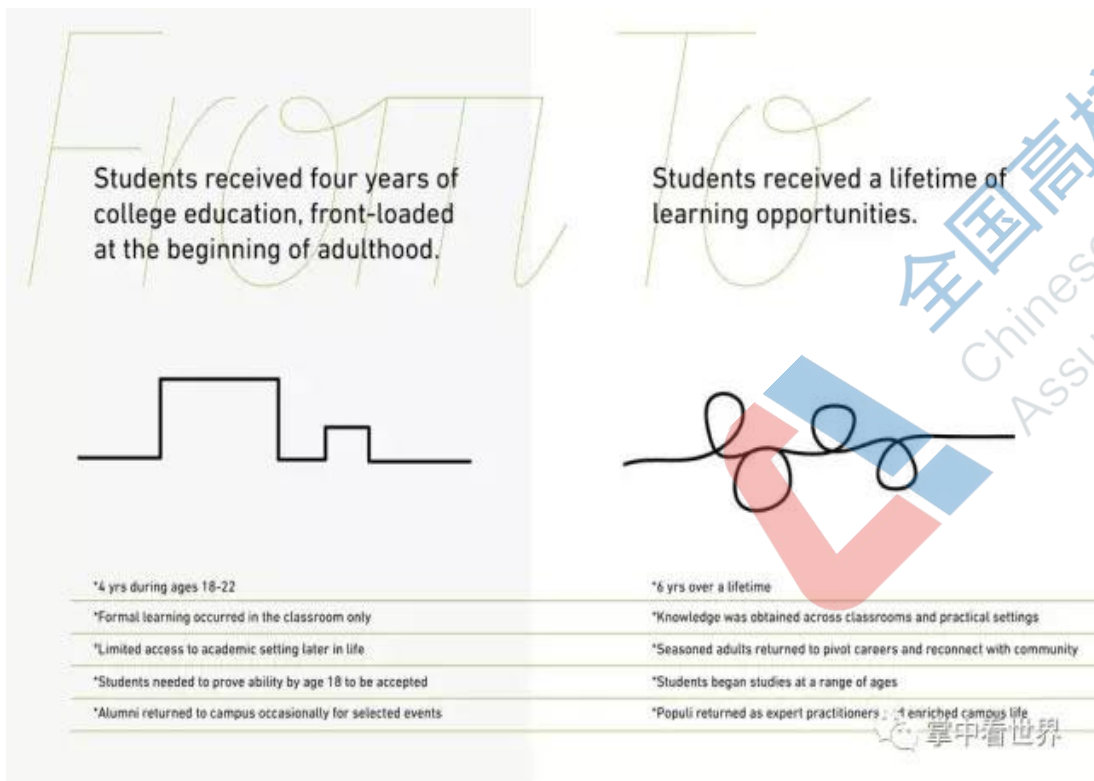 From
To
Students received four years of
college education, front-loaded
at the beginning of adulthood.
Students received a lifetime of
learning opportunities.
*4 yrs during ages 18-22
*Formal learning occurred in the classroom only
*Limited access to academic setting later in life
*Students needed to prove ability by age 18 to be accepted
*Alumni returned to campus occasionally for selected events
*6 yrs over a lifetime
*Knowledge was obtained across classrooms and practical settings
*Seasoned adults returned to pivot careers and reconnect with community
*Students began studies at a range of ages
*Populi returned as expert practitioners enriched campus life
全国高校
Chinese
掌中看世界